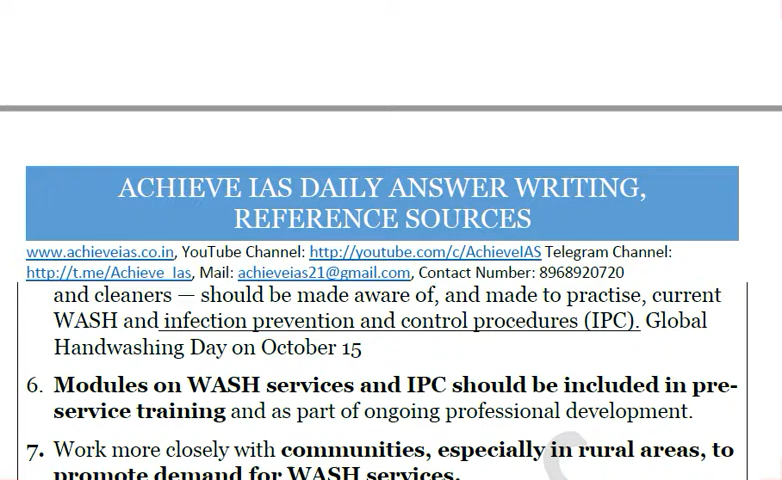 ACHIEVE IAS DAILY ANSWER WRITING,
REFERENCE SOURCES
www.achieveias.co.in, YouTube Channel: http://youtube.com/c/AchieveIAS Telegram Channel:
http://t.me/Achieve_Ias, Mail: achieveias21@gmail.com, Contact Number: 8968920720
and cleaners — should be made aware of, and made to practise, current
WASH and infection prevention and control procedures (IPC). Global
Handwashing Day on October 15
6. Modules on WASH services and IPC should be included in pre-
service training and as part of ongoing professional development.
7. Work more closely with communities, especially in rural areas, to
promote demand for WASH services.